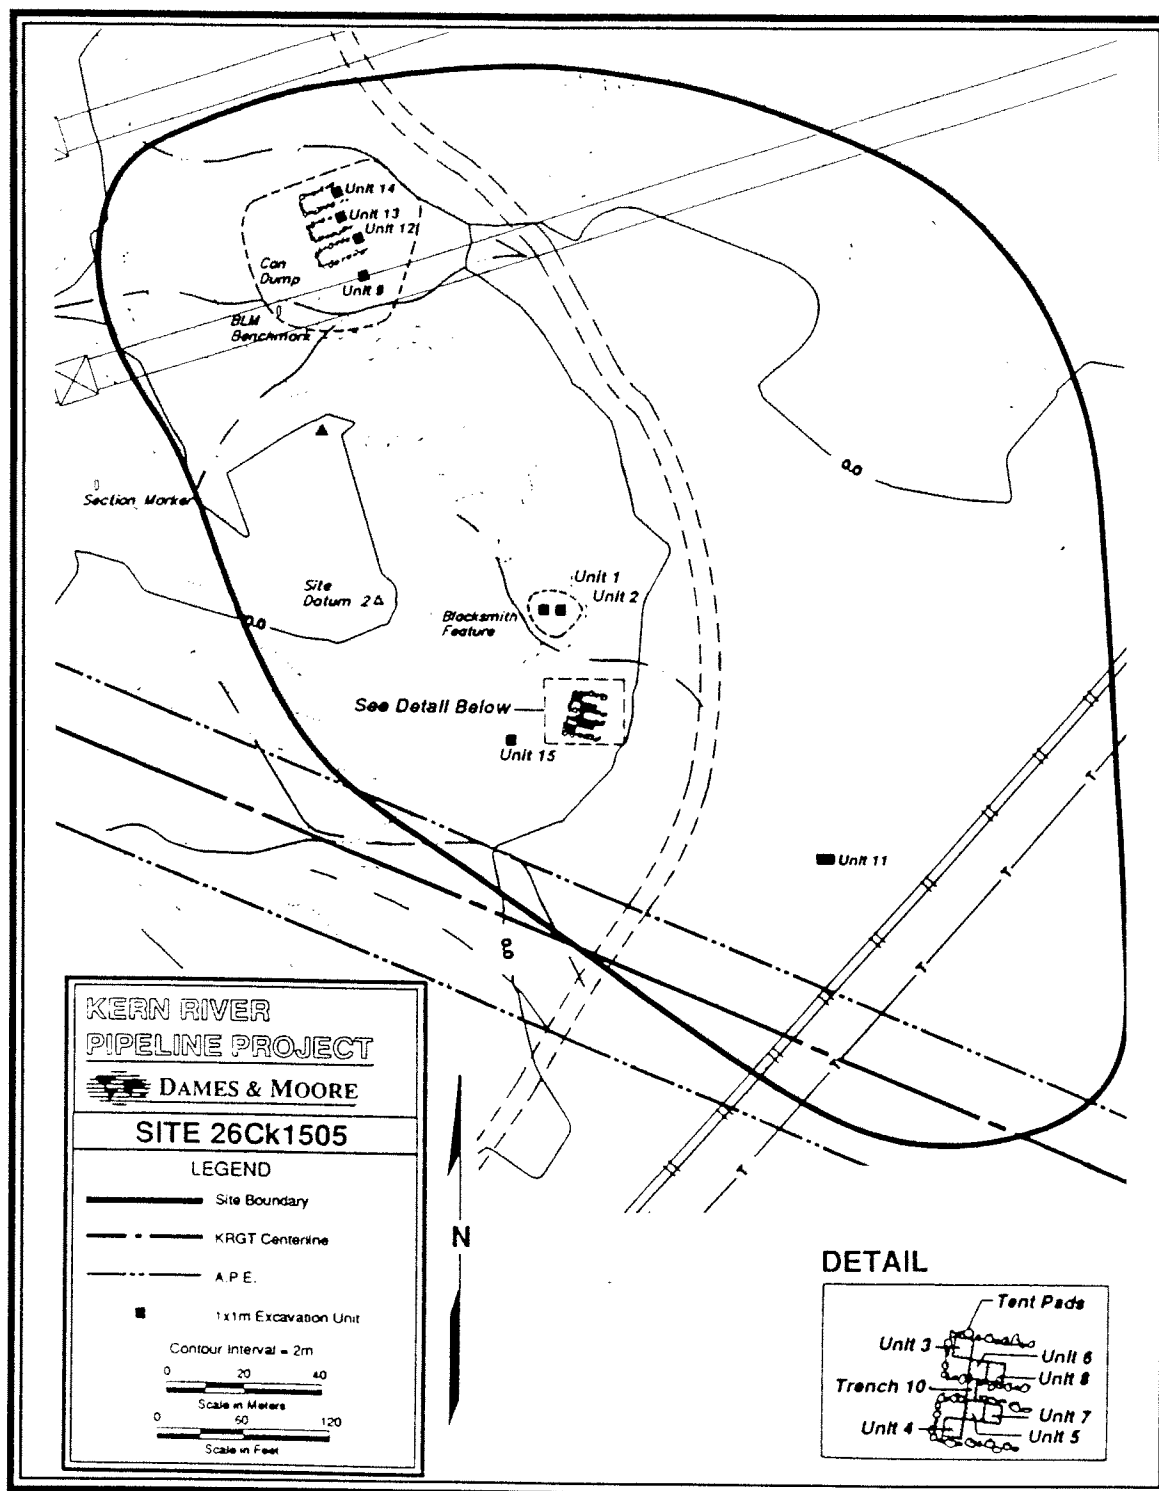 Unit 14
Unit 13
Unit 12
Can
Dump
Unit 9
BLM
Benchmark
0.0
Section Marker
Site
Datum 2
0.0
Unit 1
Unit 2
Blacksmith
Feature
See Detail Below
Unit 15
Unit 11
T
T
T
T
T
KERN RIVER
PIPELINE PROJECT
DAMES & MOORE
SITE 26Ck1505
LEGEND
Site Boundary
KRGT Centerline
A.P.E.
1x1m Excavation Unit
Contour Interval = 2m
0 20 40
Scale in Meters
0 60 120
Scale in Feet
N
DETAIL
Tent Pads
Unit 3
Unit 6
Unit 8
Trench 10
Unit 7
Unit 4
Unit 5